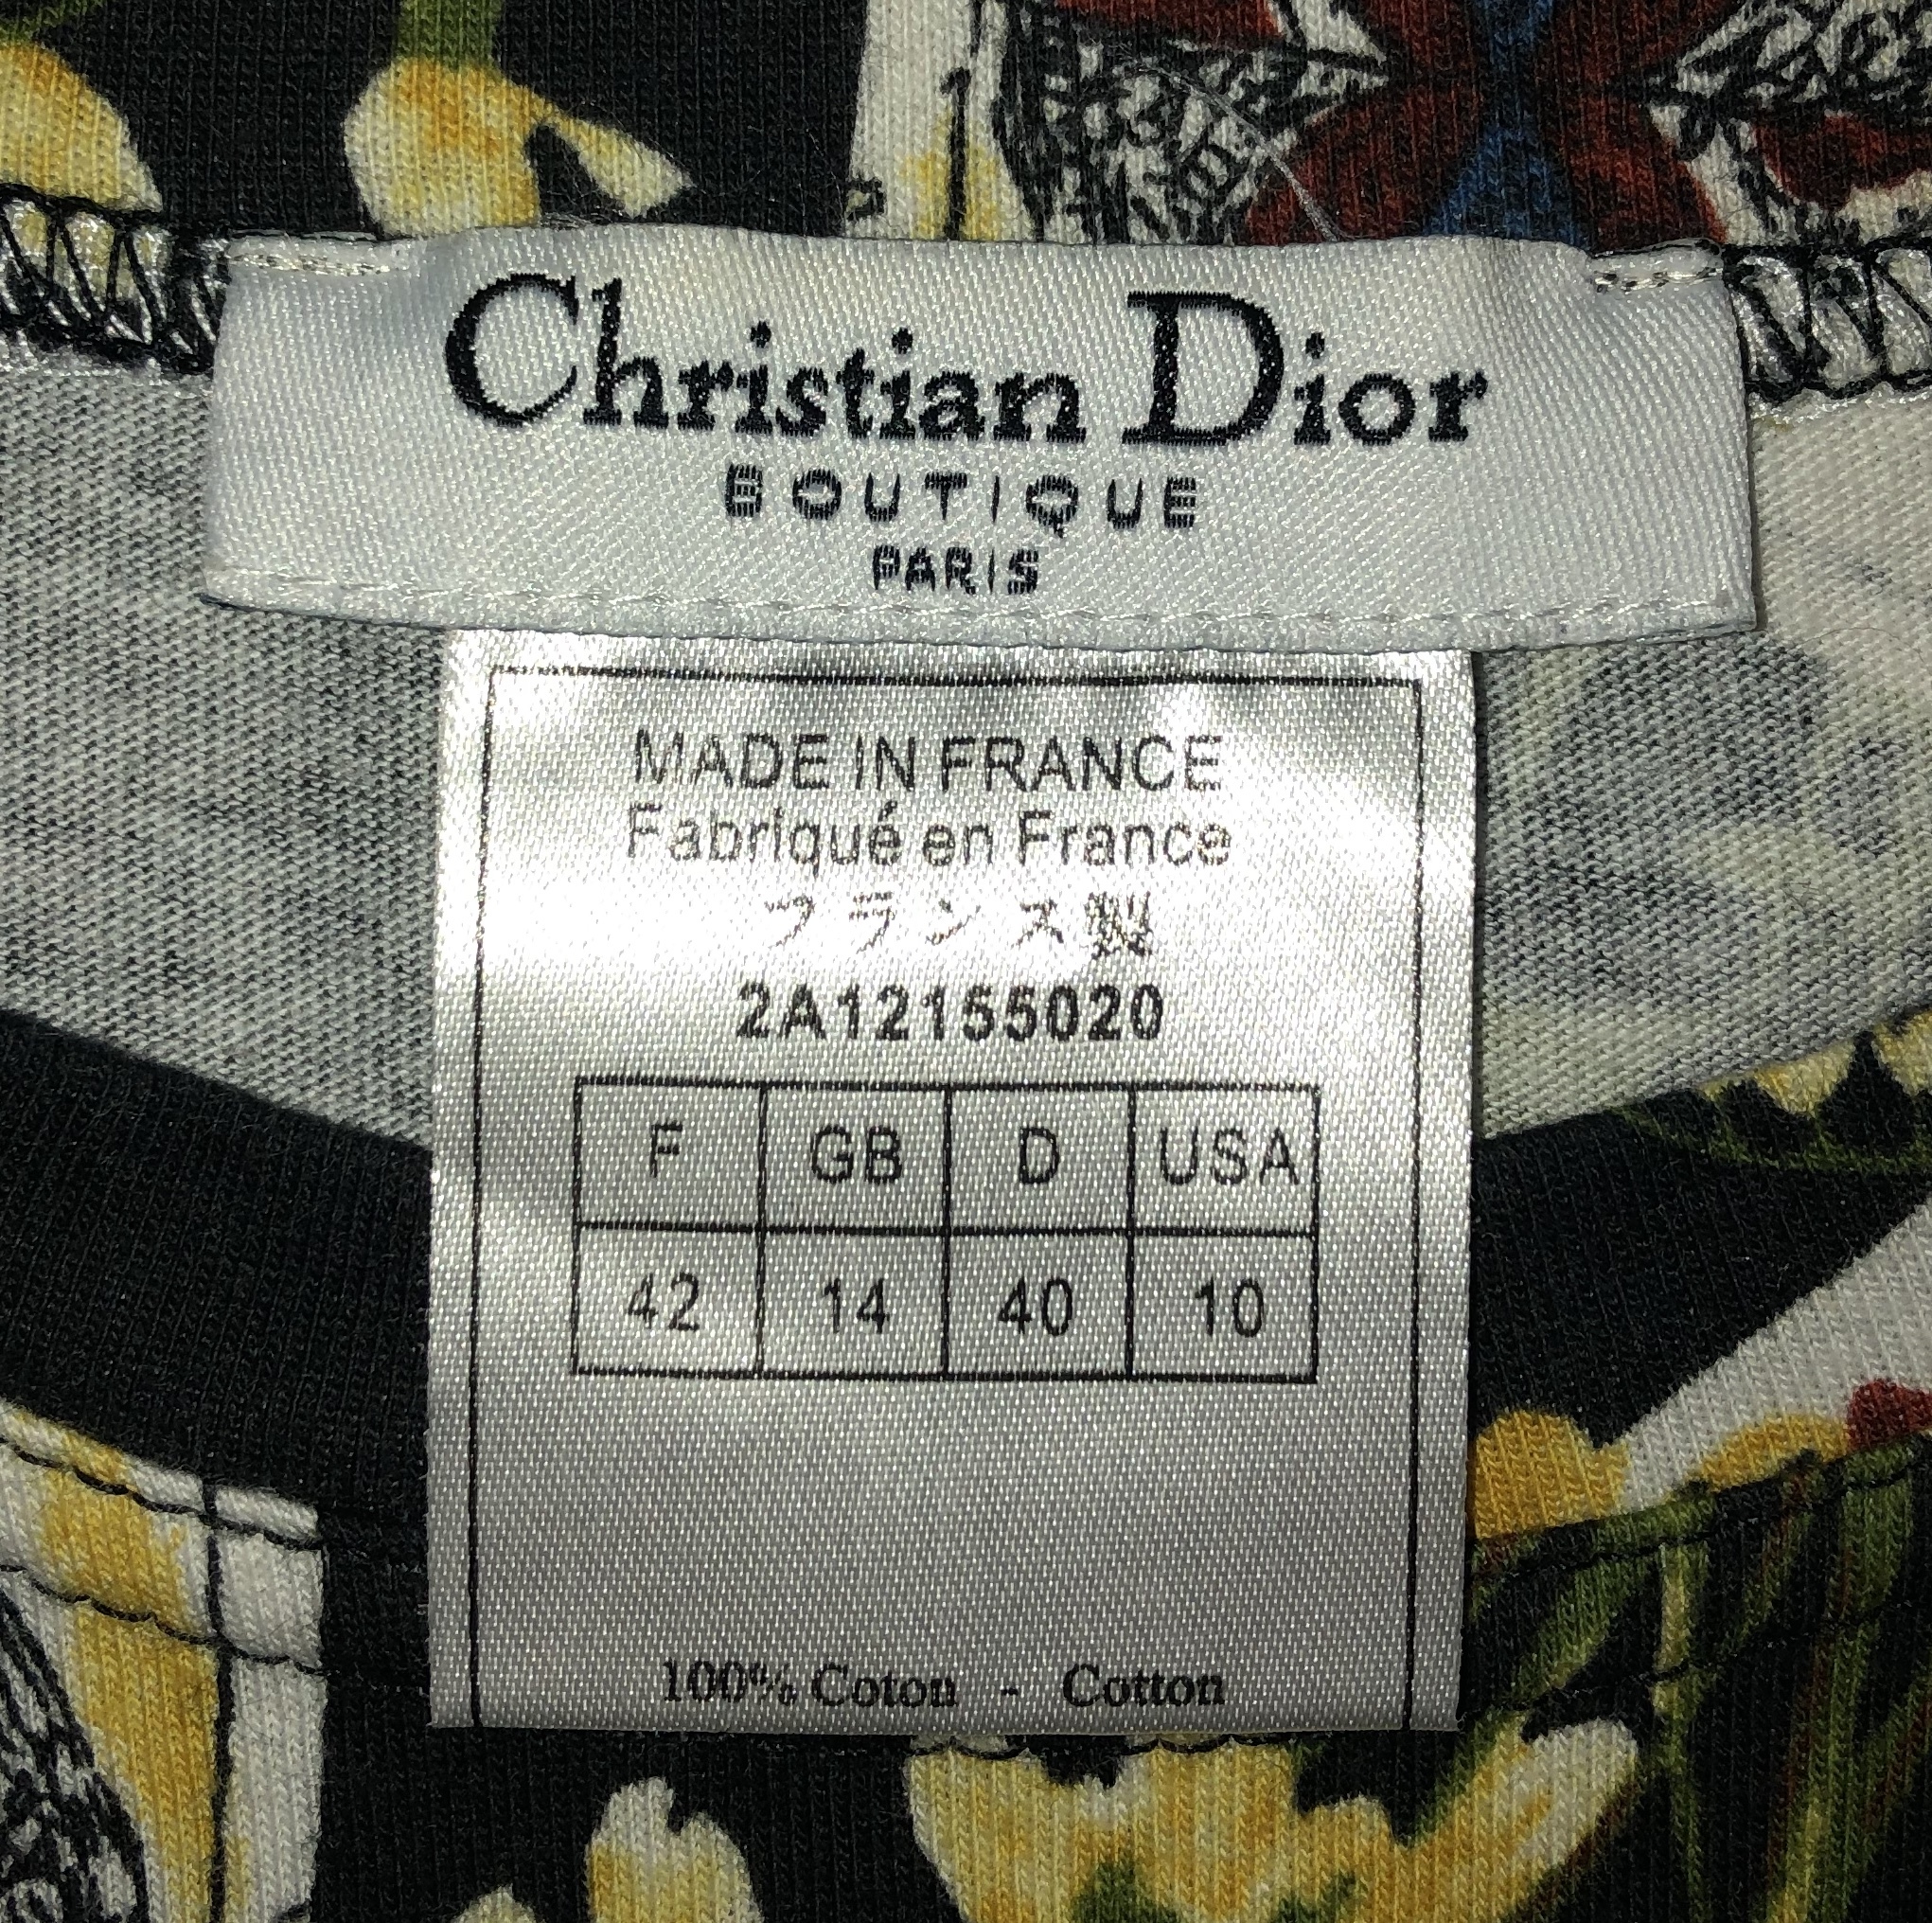 Christian Dior
BOUTIQUE
PARIS
MADE IN FRANCE
Fabriqué en France
フランス製
2A12155020
F GB D USA
42 14 40 10
100% Coton - Cotton